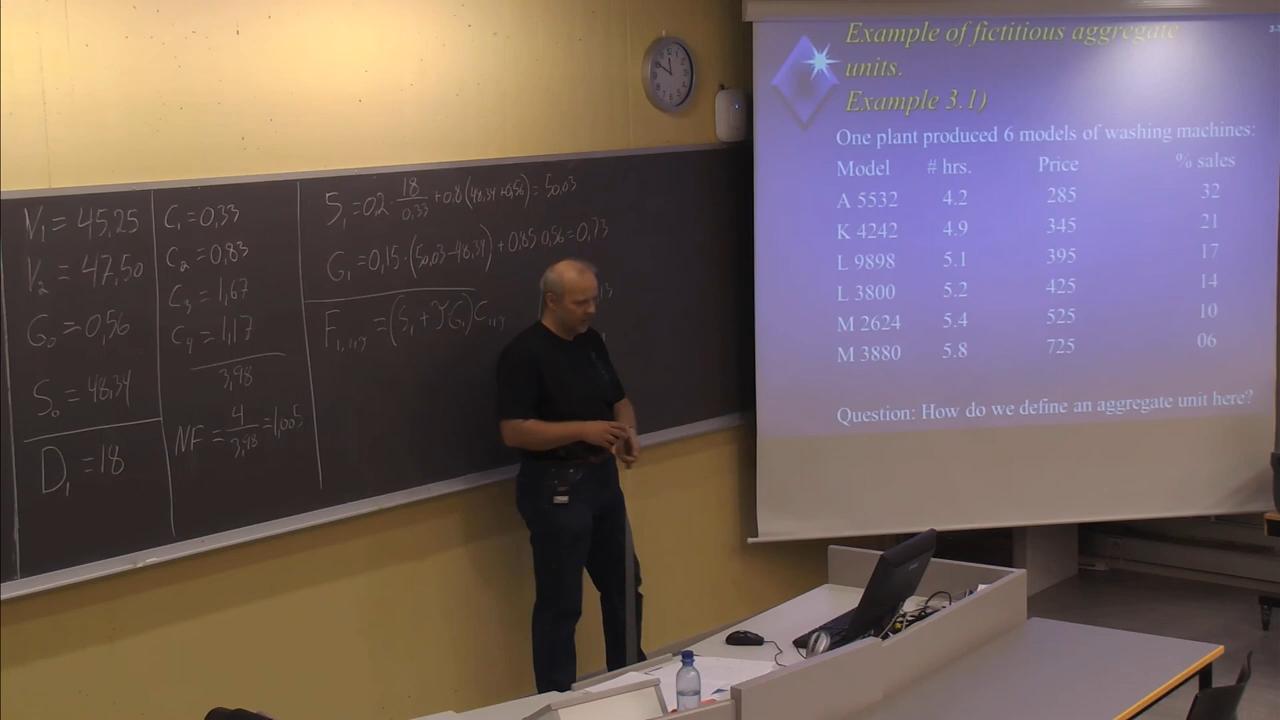 V₁ = 45,25
V₂ = 47,50
G₀ = 0,56
S₀ = 48,34
D₁ = 18
C₁ = 0,33
C₂ = 0,83
C₃ = 1,67
C₄ = 1,17
3,98
NF = 4/3,98 = 1,005
S₁ = 0,2 · 18/0,33 + 0,8 (48,34 + 0,56) = 50,03
G₁ = 0,15 · (50,03 - 48,34) + 0,85 · 0,56 = 0,73
Example of fictitious aggregate
units.
Example 3.1)
One plant produced 6 models of washing machines:
Model # hrs. Price % sales
A 5532 4.2 285 32
K 4242 4.9 345 21
L 9898 5.1 395 17
L 3800 5.2 425 14
M 2624 5.4 525 10
M 3880 5.8 725 06
Question: How do we define an aggregate unit here?